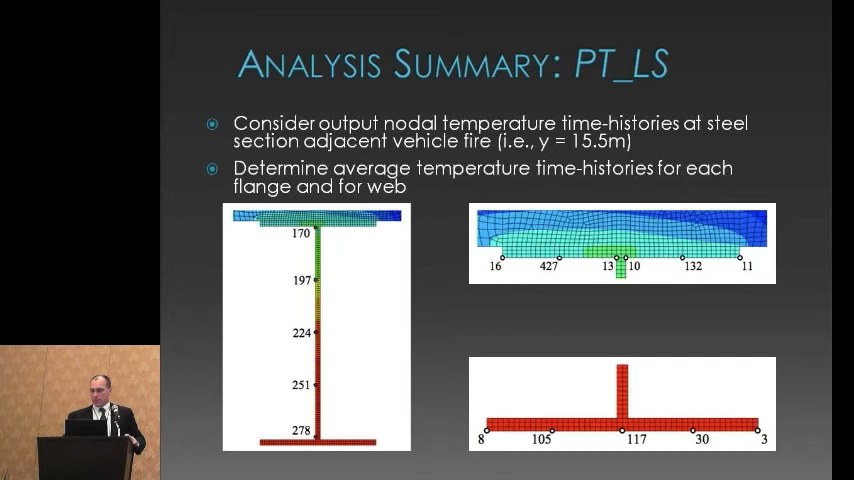 ANALYSIS SUMMARY: PT_LS
Consider output nodal temperature time-histories at steel
section adjacent vehicle fire (i.e., y = 15.5m)
Determine average temperature time-histories for each
flange and for web
170
197
224
251
278
16 427 13 10 132 11
8 105 117 30 3